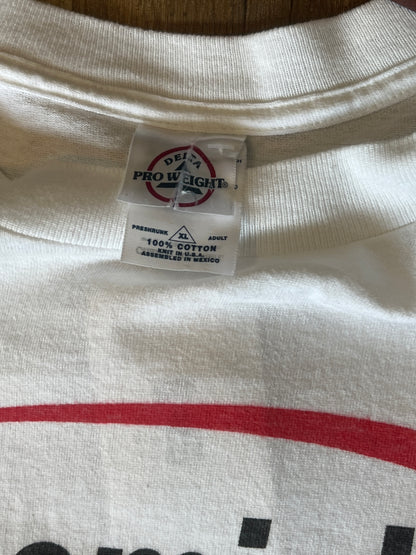 DELTA
PRO WEIGHT®
PRESHRUNK XL ADULT
100% COTTON
KNIT IN U.S.A.
ASSEMBLED IN MEXICO